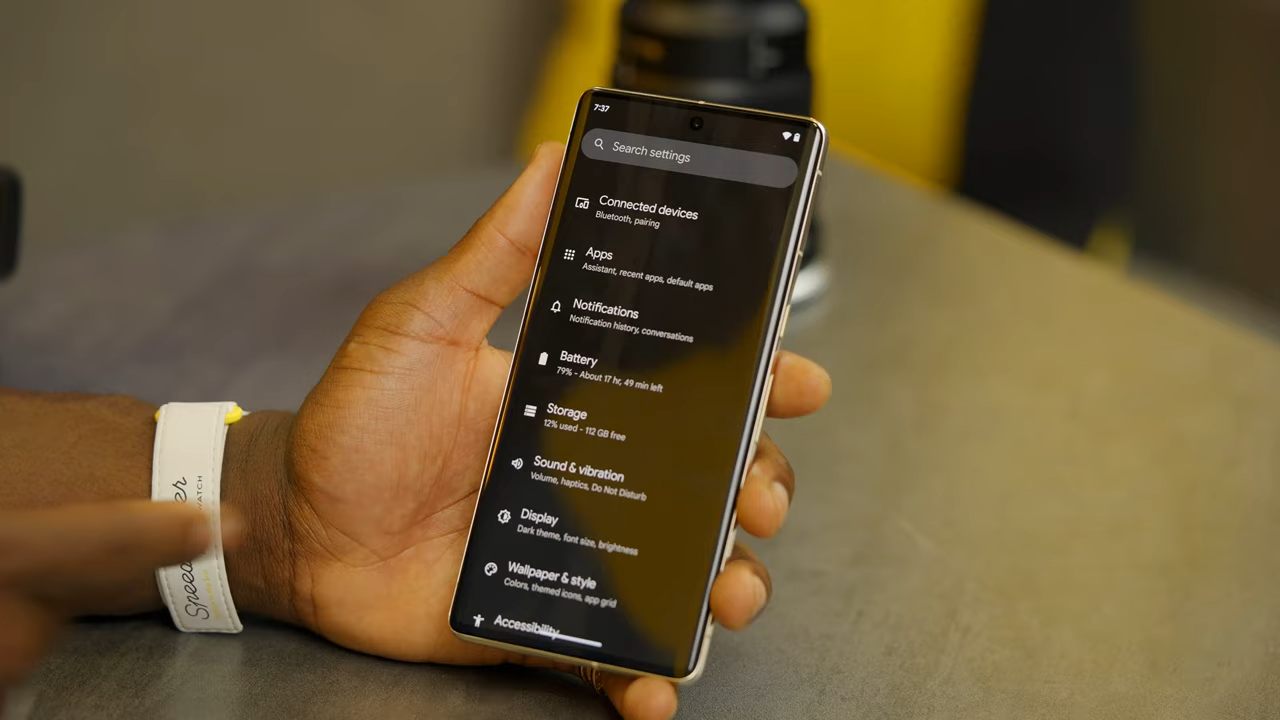 7:37
Search settings
Connected devices
Bluetooth, pairing
Apps
Assistant, recent apps, default apps
Notifications
Notification history, conversations
Battery
79% - About 17 hr, 49 min left
Storage
12% used - 112 GB free
Sound & vibration
Volume, haptics, Do Not Disturb
Display
Dark theme, font size, brightness
Wallpaper & style
Colors, themed icons, app grid
Accessibility